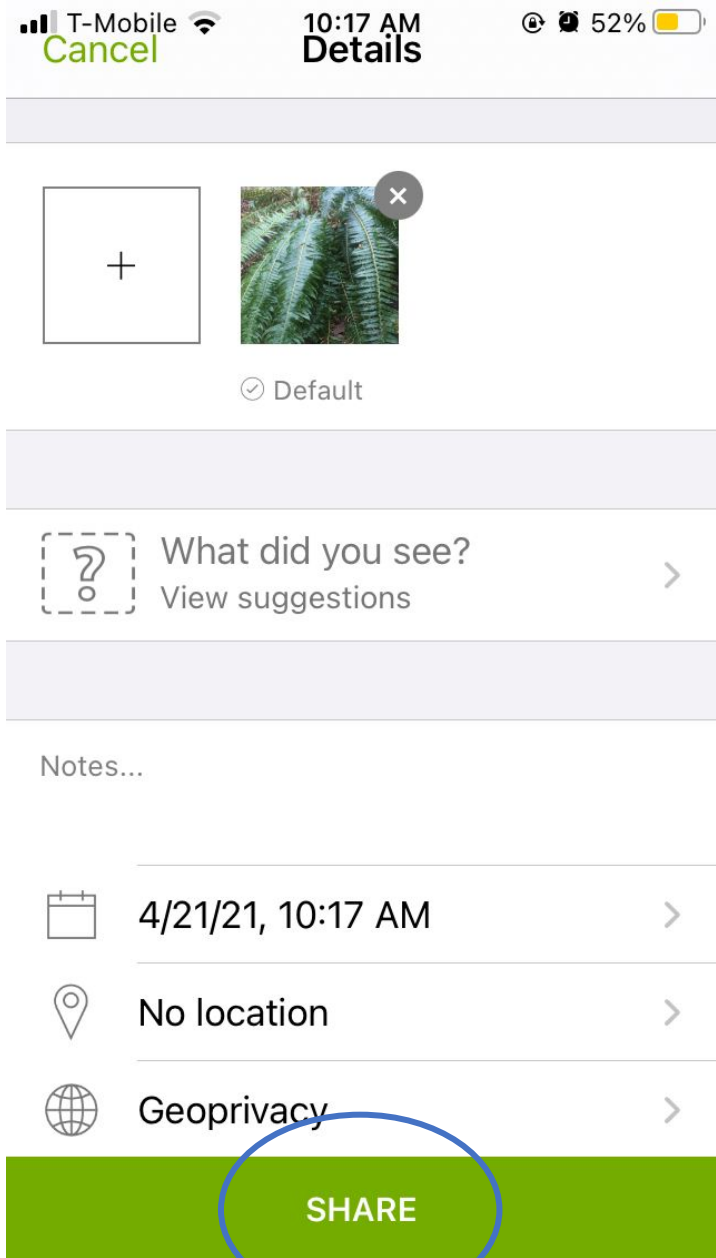 T-Mobile 10:17 AM 52%
Cancel Details
Default
What did you see?
View suggestions
Notes...
4/21/21, 10:17 AM
No location
Geoprivacy
SHARE